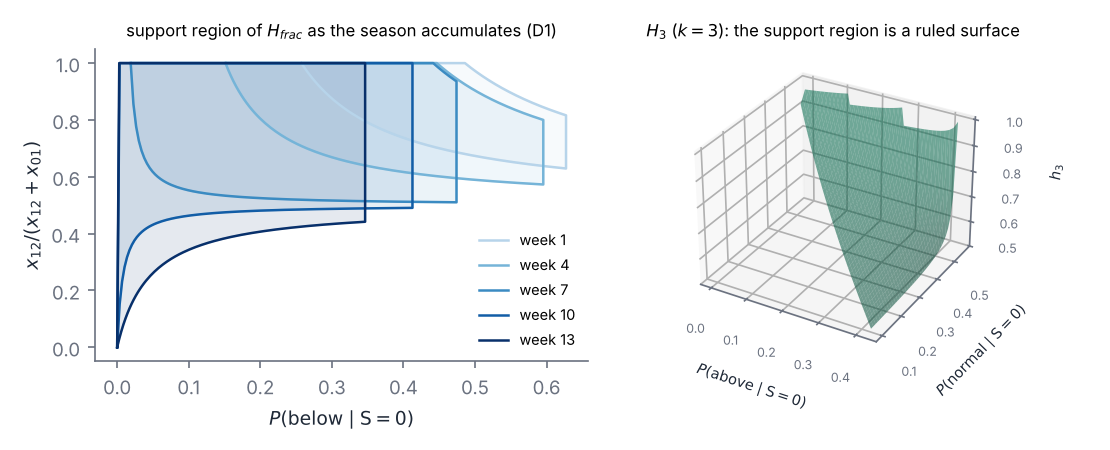 support region of H_frac as the season accumulates (D1)
x₁₂/(x₁₂ + x₀₁)
1.0
0.8
0.6
0.4
0.2
0.0
0.0 0.1 0.2 0.3 0.4 0.5 0.6
P(below | S = 0)
week 1
week 4
week 7
week 10
week 13
H₃ (k = 3): the support region is a ruled surface
1.0
0.9
0.8
0.7
0.6
0.5
h₃
0.0 0.1 0.2 0.3 0.4
P(above | S = 0)
0.1 0.2 0.3 0.4 0.5
P(normal | S = 0)